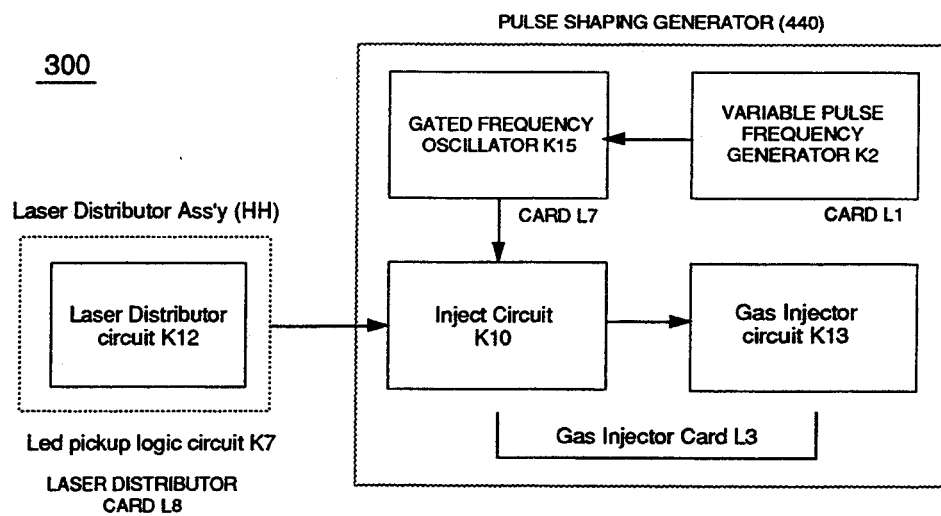 PULSE SHAPING GENERATOR (440)
300
GATED FREQUENCY
OSCILLATOR K15
VARIABLE PULSE
FREQUENCY
GENERATOR K2
CARD L7
CARD L1
Laser Distributor Ass'y (HH)
Laser Distributor
circuit K12
Inject Circuit
K10
Gas Injector
circuit K13
Led pickup logic circuit K7
Gas Injector Card L3
LASER DISTRIBUTOR
CARD L8